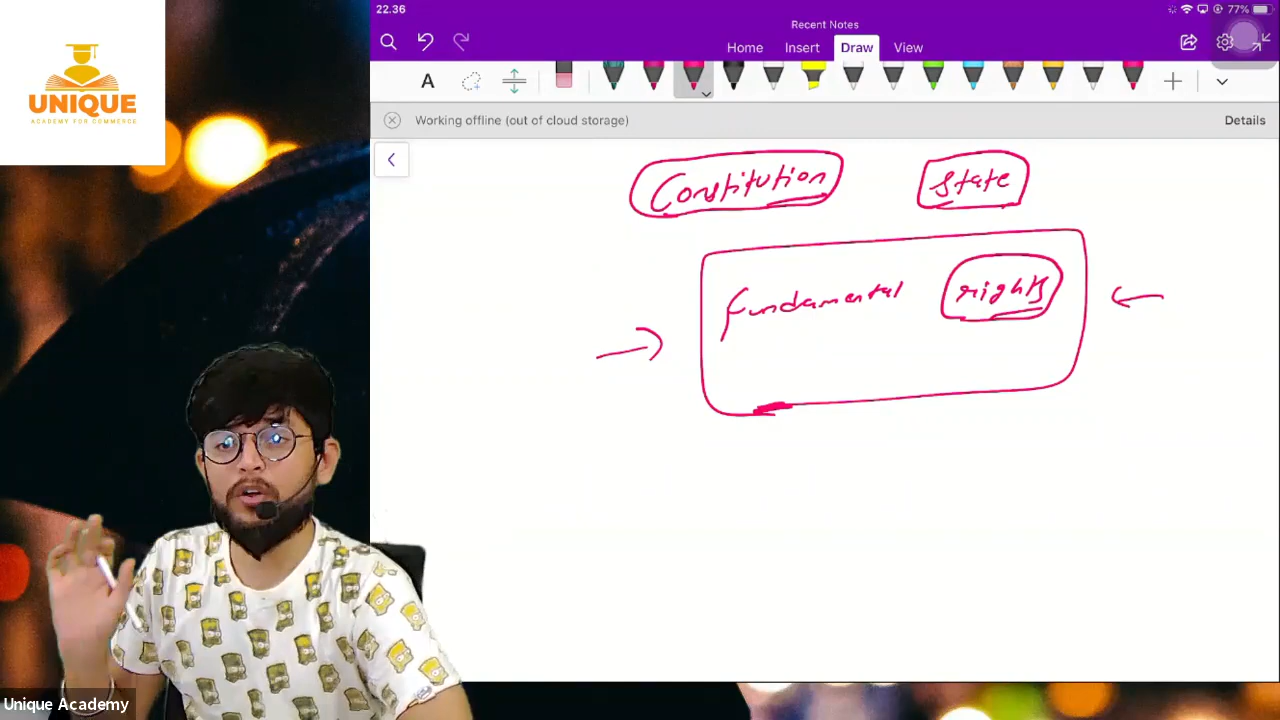 22.36
77%
Recent Notes
Home Insert Draw View
UNIQUE
ACADEMY FOR COMMERCE
A
Working offline (out of cloud storage)
Details
Constitution State
fundamental rights
Unique Academy